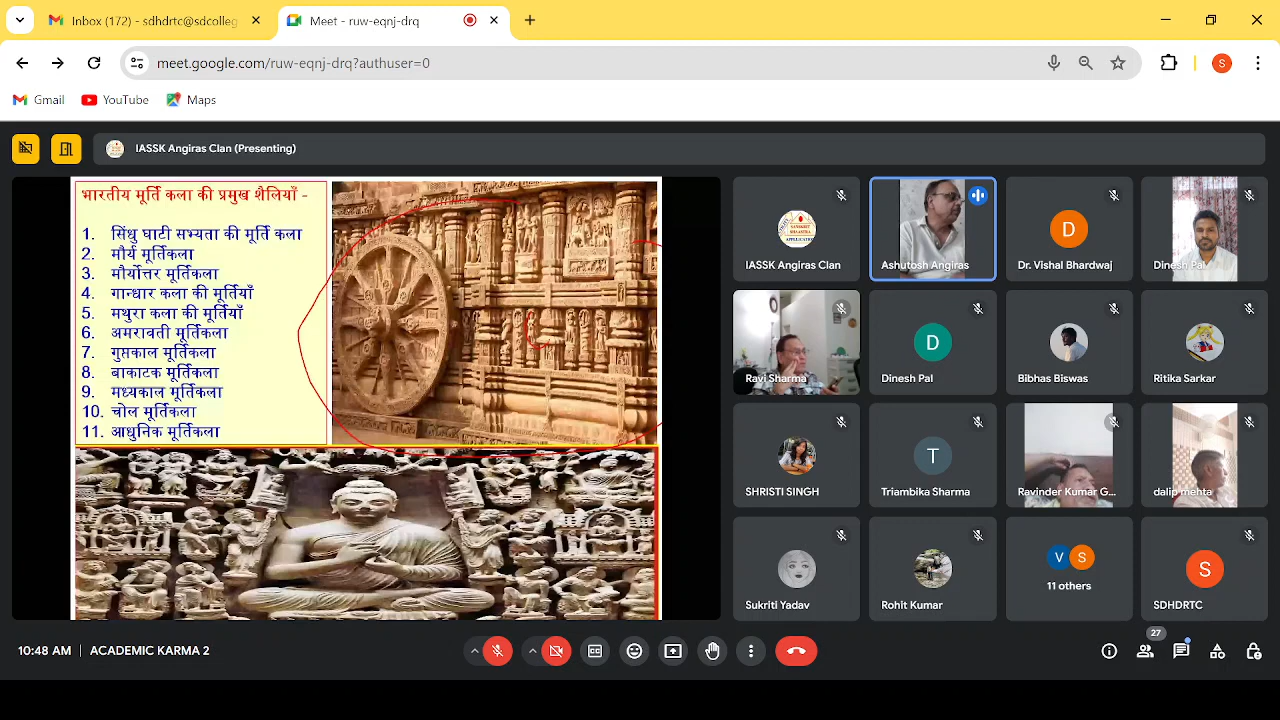 Inbox (172) - sdhdrtc@sdcolleg
Meet - ruw-eqnj-drq
meet.google.com/ruw-eqnj-drq?authuser=0
S
Gmail
YouTube
Maps
IASSK Angiras Clan (Presenting)
भारतीय मूर्ति कला की प्रमुख शैलियाँ -
1. सिंधु घाटी सभ्यता की मूर्ति कला
2. मौर्य मूर्तिकला
3. मौर्योत्तर मूर्तिकला
4. गान्धार कला की मूर्तियाँ
5. मथुरा कला की मूर्तियाँ
6. अमरावती मूर्तिकला
7. गुप्तकाल मूर्तिकला
8. बाकाटक मूर्तिकला
9. मध्यकाल मूर्तिकला
10. चोल मूर्तिकला
11. आधुनिक मूर्तिकला
IASSK Angiras Clan
Ashutosh Angiras
D
Dr. Vishal Bhardwaj
Dinesh Pal
Ravi Sharma
D
Dinesh Pal
Bibhas Biswas
Ritika Sarkar
SHRISTI SINGH
T
Triambika Sharma
Ravinder Kumar G...
dalip mehta
Sukriti Yadav
Rohit Kumar
V S
11 others
S
SDHDRTC
10:48 AM | ACADEMIC KARMA 2
27